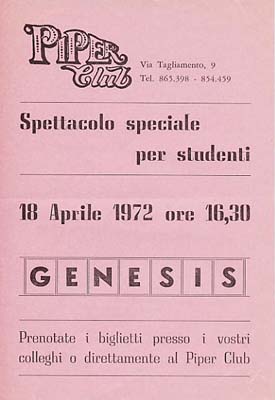 PIPER
Club
Via Tagliamento, 9
Tel. 865.398 - 854.459
Spettacolo speciale
per studenti
18 Aprile 1972 ore 16,30
GENESIS
Prenotate i biglietti presso i vostri
colleghi o direttamente al Piper Club